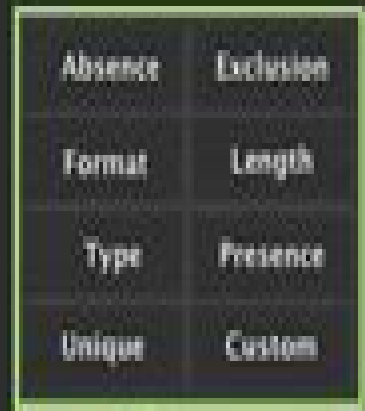 Absence Exclusion
Format Length
Type Presence
Unique Custom